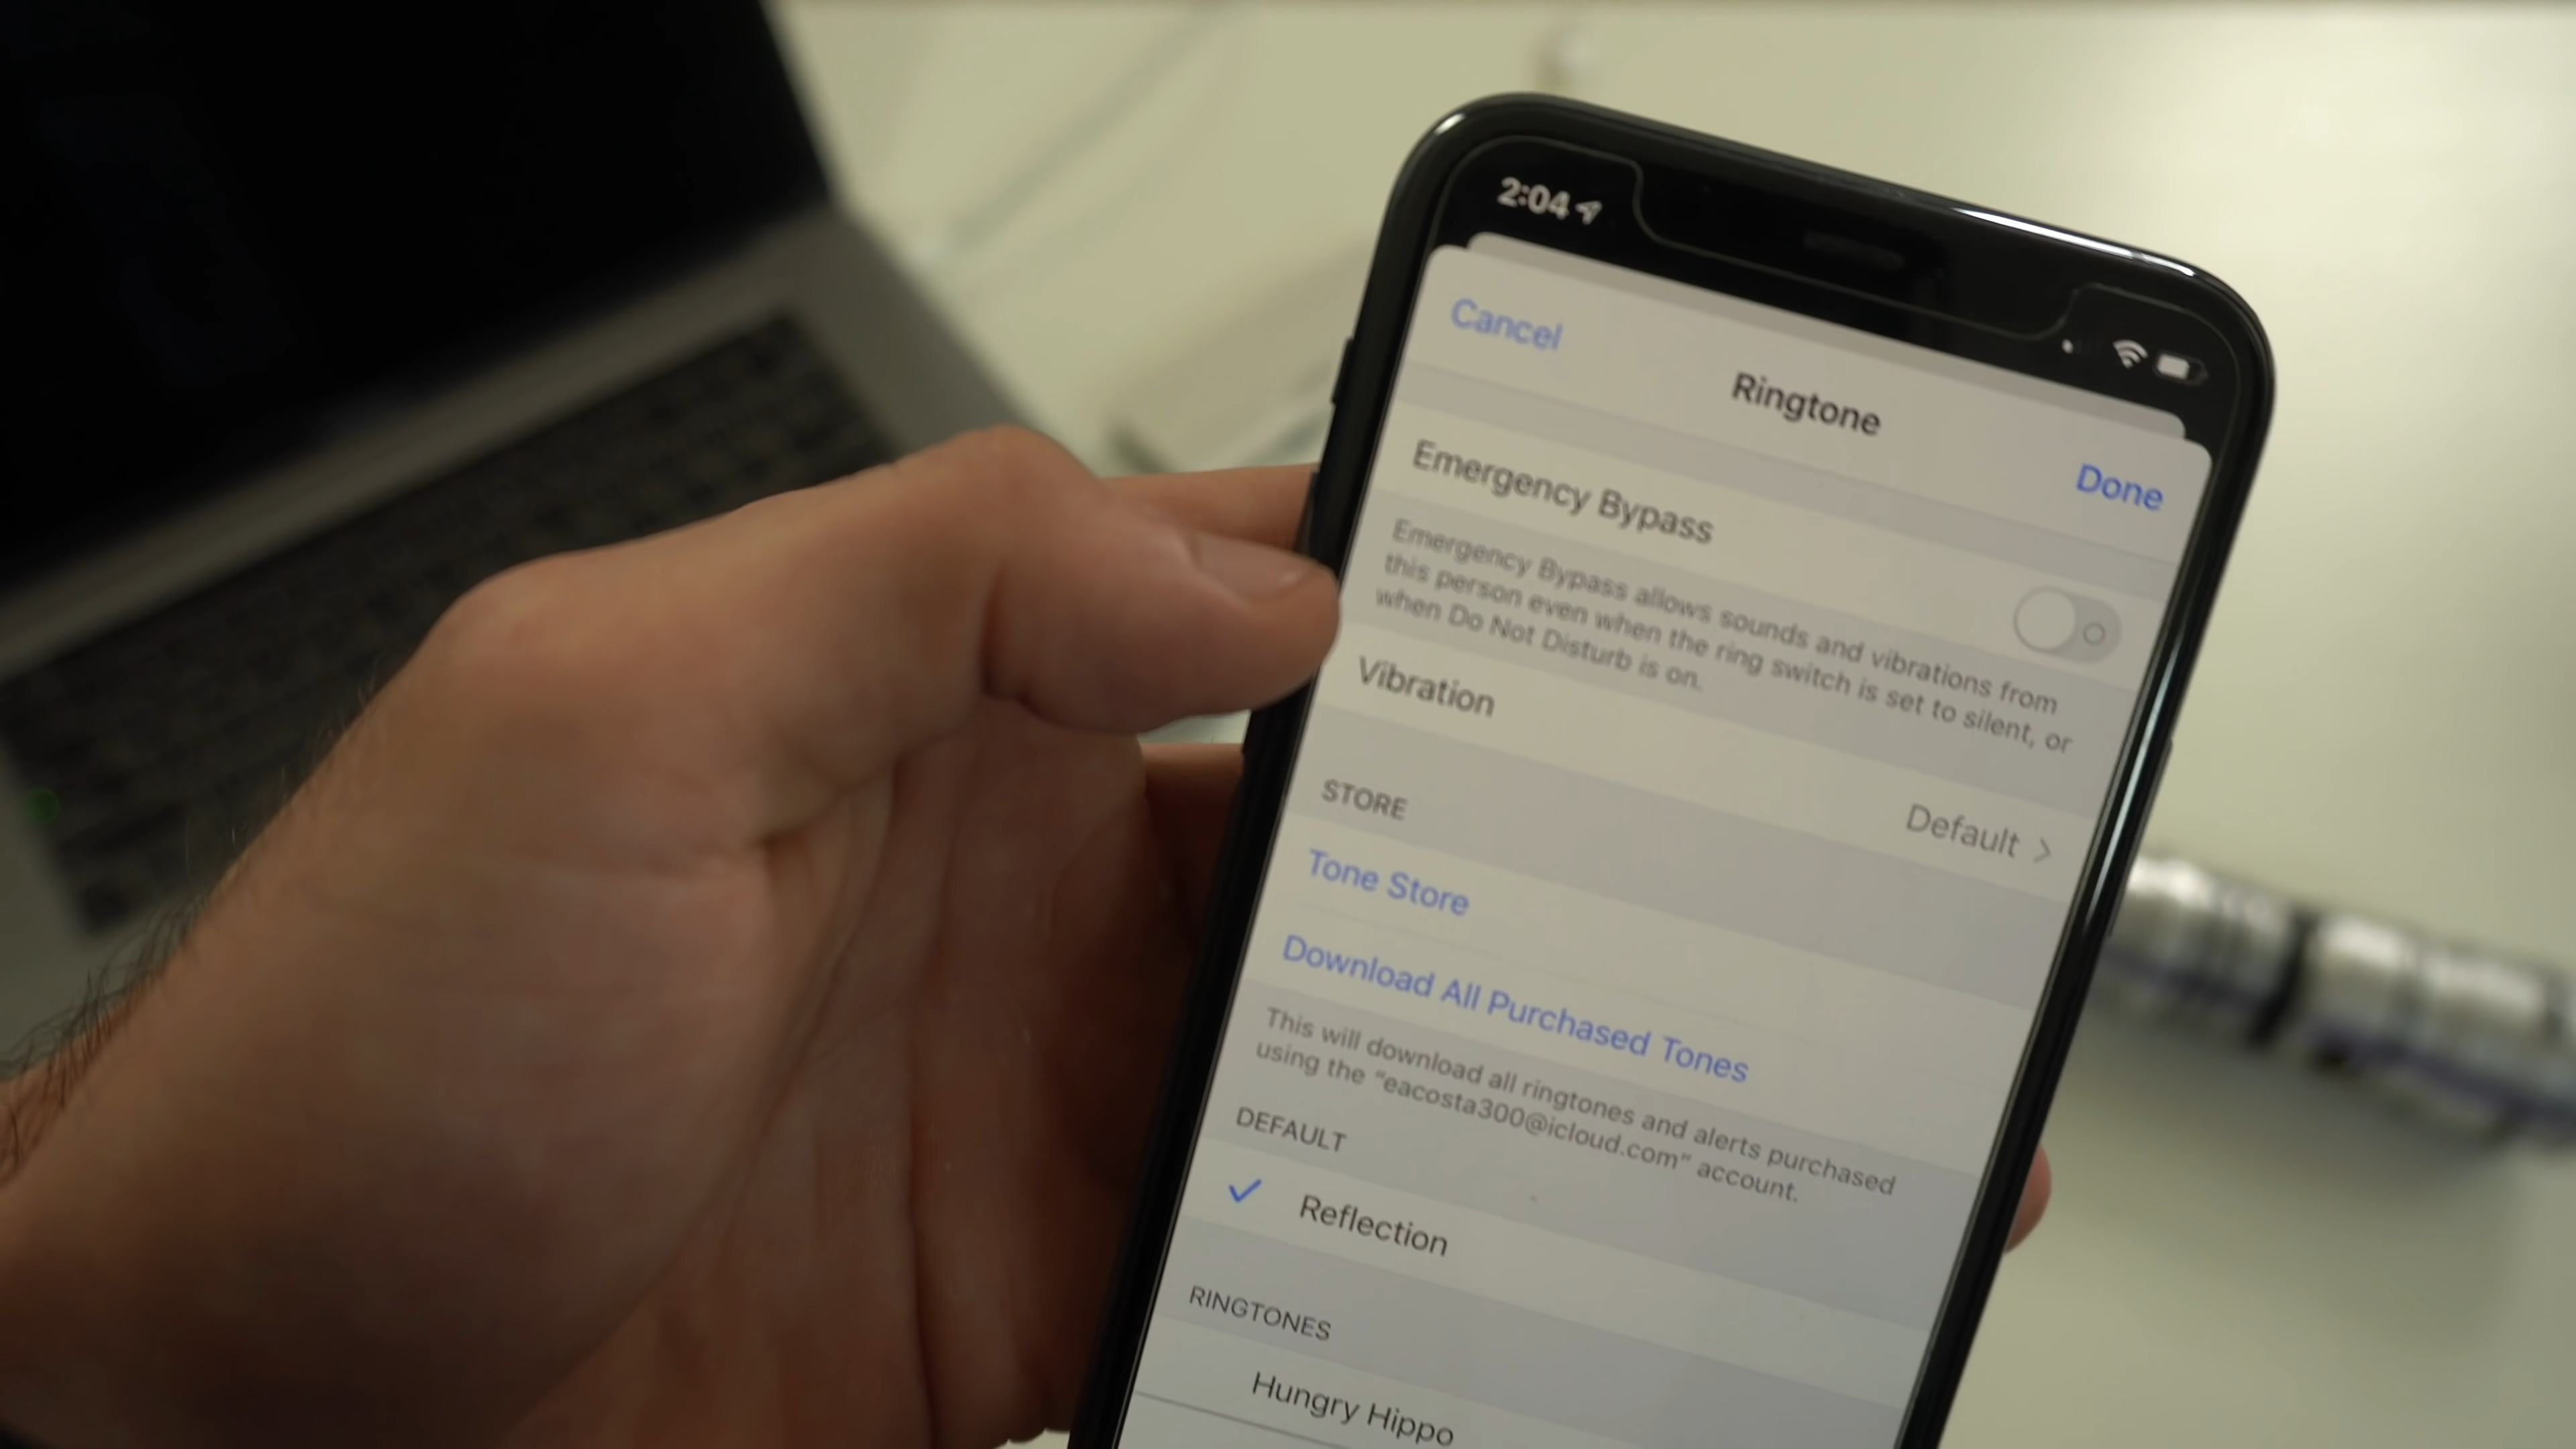 2:04
Cancel
Ringtone
Done
Emergency Bypass
Emergency Bypass allows sounds and vibrations from
this person even when the ring switch is set to silent, or
when Do Not Disturb is on.
Vibration
Default
STORE
Tone Store
Download All Purchased Tones
This will download all ringtones and alerts purchased
using the “eacosta300@icloud.com” account.
DEFAULT
Reflection
RINGTONES
Hungry Hippo